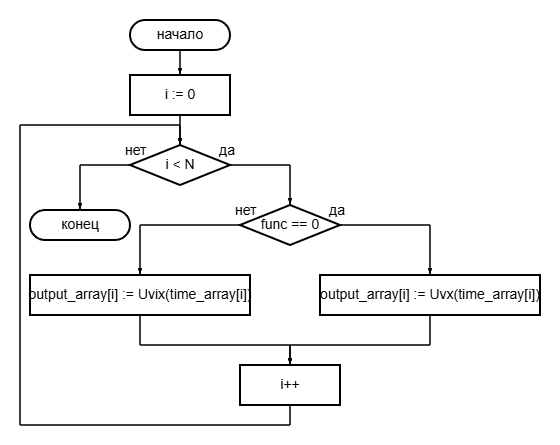 начало
i := 0
нет
да
i < N
конец
нет
да
func == 0
output_array[i] := Uvix(time_array[i])
output_array[i] := Uvx(time_array[i])
i++